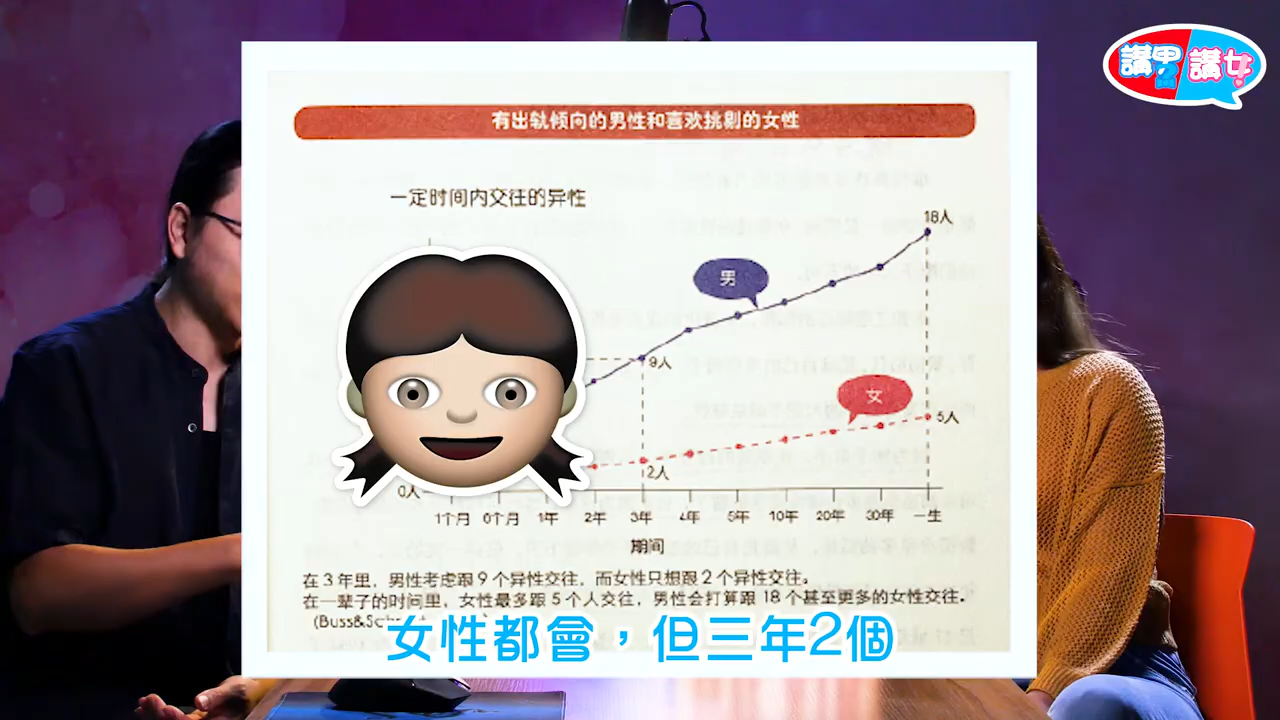 講男講女
有出轨倾向的男性和喜欢挑剔的女性
一定时间内交往的异性
18人
男
9人
女
5人
2人
0人
1个月 0个月 1年 2年 3年 4年 5年 10年 20年 30年 一生
期间
在3年里，男性考虑跟9个异性交往，而女性只想跟2个异性交往。
在一辈子的时间里，女性最多跟5个人交往，男性会打算跟18个甚至更多的女性交往。
(Buss&Sch
女性都會，但三年2個